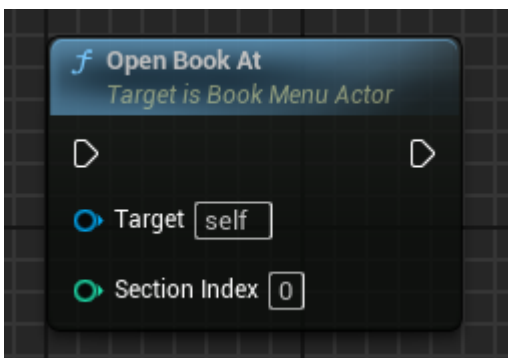 f Open Book At
Target is Book Menu Actor
Target self
Section Index 0